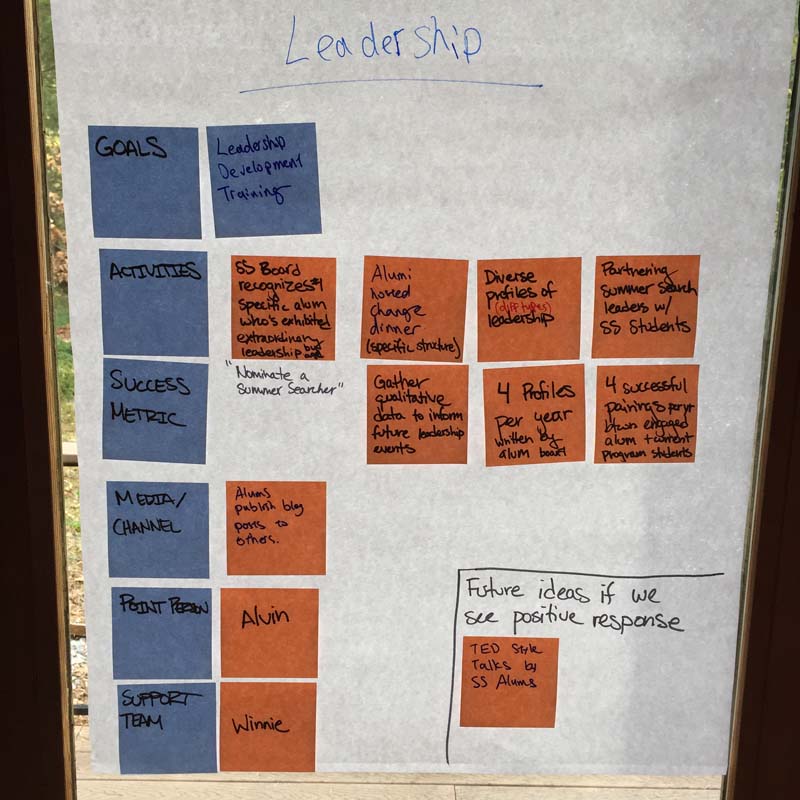 Leadership
GOALS
Leadership
Development
Training
ACTIVITIES
SS Board
recognizes
specific alum
who's exhibited
extraordinary
leadership
"Nominate a
Summer Searcher"
Alumi
hosted
change
dinner
(specific structure)
Diverse
profiles of
(diff types)
leadership
Partnering
summer search
leaders w/
SS Students
SUCCESS
METRIC
Gather
qualitative
data to inform
future leadership
events
4 Profiles
per year
written by
alum board
4 successful
pairings per yr
btwn engaged
alum + current
program students
MEDIA/
CHANNEL
Alums
publish blog
posts to
others.
POINT PERSON
Alvin
SUPPORT
TEAM
Winnie
Future ideas if we
see positive response
TED Style
Talks by
SS Alums